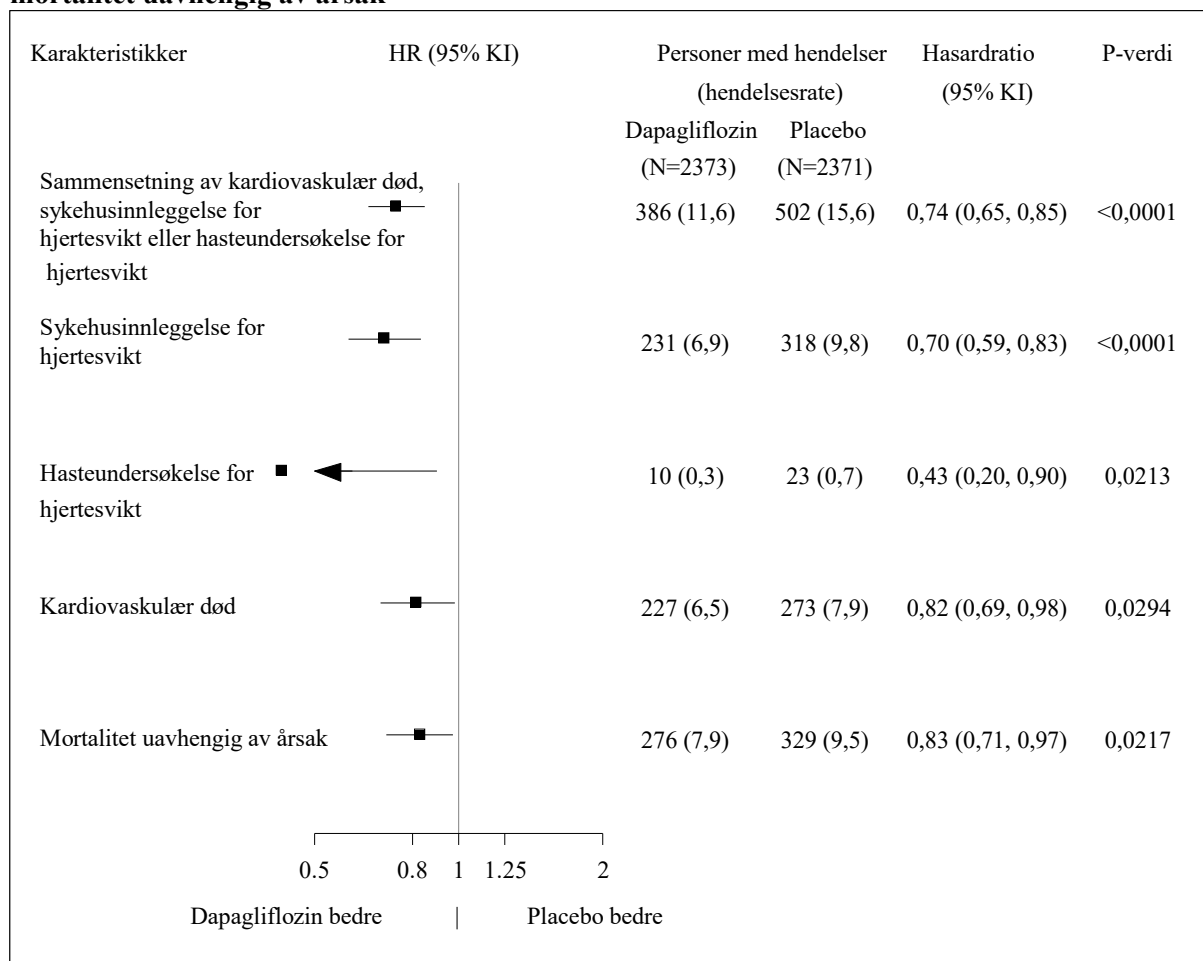 mortalitet uavhengig av årsak
Karakteristikker HR (95% KI) Personer med hendelser Hasardratio P-verdi
(hendelsesrate) (95% KI)
Dapagliflozin Placebo
(N=2373) (N=2371)
Sammensetning av kardiovaskulær død,
sykehusinnleggelse for 386 (11,6) 502 (15,6) 0,74 (0,65, 0,85) <0,0001
hjertesvikt eller hasteundersøkelse for
hjertesvikt
Sykehusinnleggelse for
hjertesvikt 231 (6,9) 318 (9,8) 0,70 (0,59, 0,83) <0,0001
Hasteundersøkelse for 10 (0,3) 23 (0,7) 0,43 (0,20, 0,90) 0,0213
hjertesvikt
Kardiovaskulær død 227 (6,5) 273 (7,9) 0,82 (0,69, 0,98) 0,0294
Mortalitet uavhengig av årsak 276 (7,9) 329 (9,5) 0,83 (0,71, 0,97) 0,0217
0.5 0.8 1 1.25 2
Dapagliflozin bedre | Placebo bedre